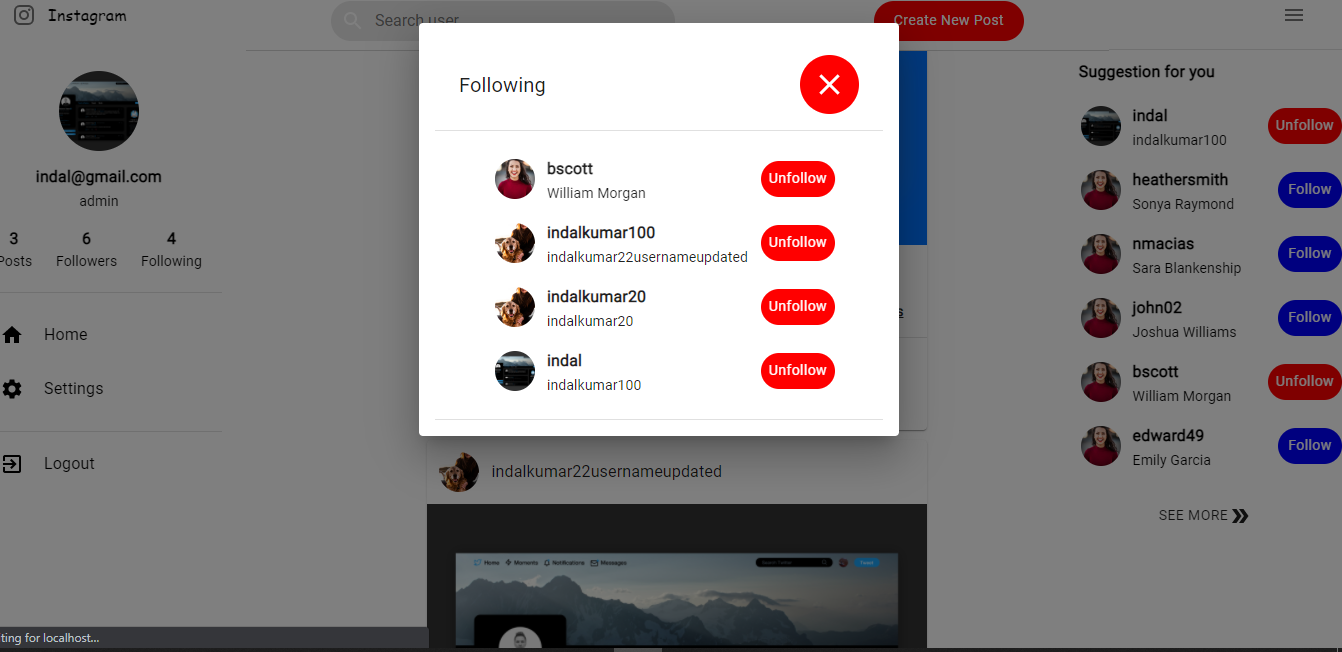 Instagram
Search user
Create New Post
indal@gmail.com
admin
3
6
4
Posts
Followers
Following
Home
Settings
Logout
Following
bscott
William Morgan
Unfollow
indalkumar100
indalkumar22usernameupdated
Unfollow
indalkumar20
indalkumar20
Unfollow
indal
indalkumar100
Unfollow
s
indalkumar22usernameupdated
Home
Moments
Notifications
Messages
Search Twitter
Tweet
Suggestion for you
indal
indalkumar100
Unfollow
heathersmith
Sonya Raymond
Follow
nmacias
Sara Blankenship
Follow
john02
Joshua Williams
Follow
bscott
William Morgan
Unfollow
edward49
Emily Garcia
Follow
SEE MORE
ting for localhost...